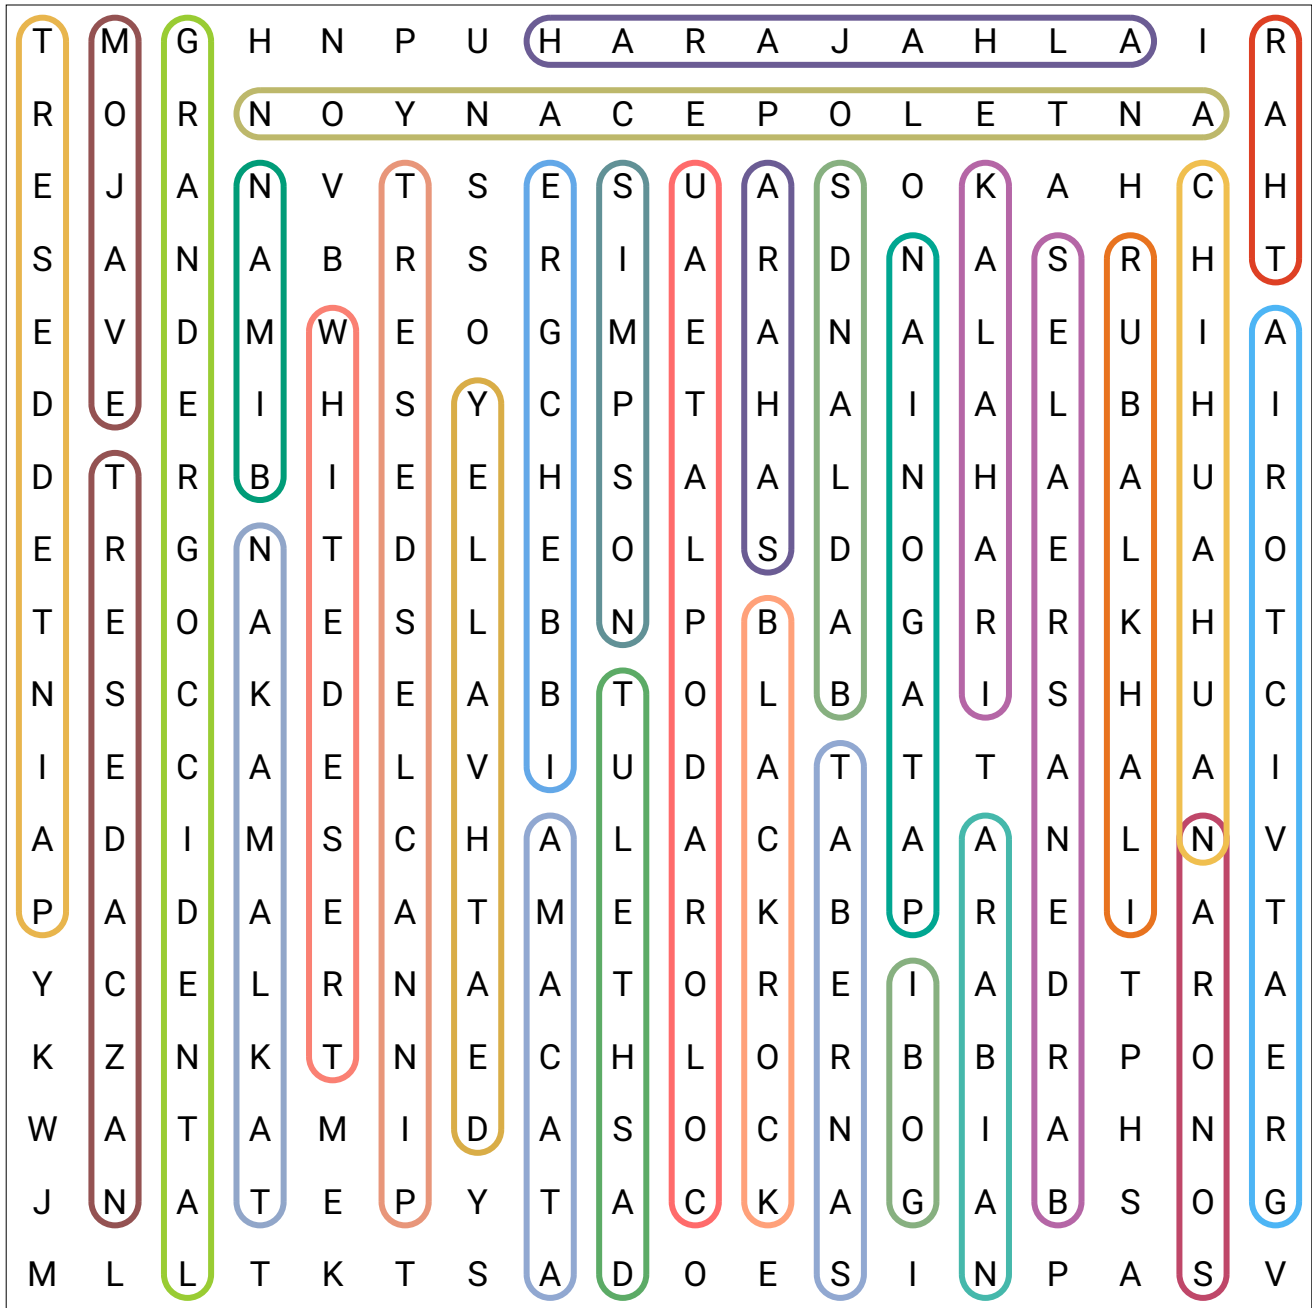 T M G H N P U H A R A J A H L A I R
R O R N O Y N A C E P O L E T N A A
E J A N V T S E S U A S O K A H C H
S A N A B R S R I A R D N A S R H T
E V D M W E O G M E A N A L E U I A
D E E I H S Y C P T H A I A L B H I
D T R B I E E H S A A L N H A A U R
E R G N T D L E O L S D O A E L A O
T E O A E S L B N P B A G R R K H T
N S C K D E A B T O L B A I S H U C
I E C A E L V I U D A T T T A A A I
A D I M S C H A L A C A A A N L N V
P A D A E A T M E R K B P R E I A T
Y C E L R N A A T O R E I A D T R A
K Z N K T N E C H L O R B B R P O E
W A T A M I D A S O C N O I A H N R
J N A T E P Y T A C K A G A B S O G
M L L T K T S A D O E S I N P A S V